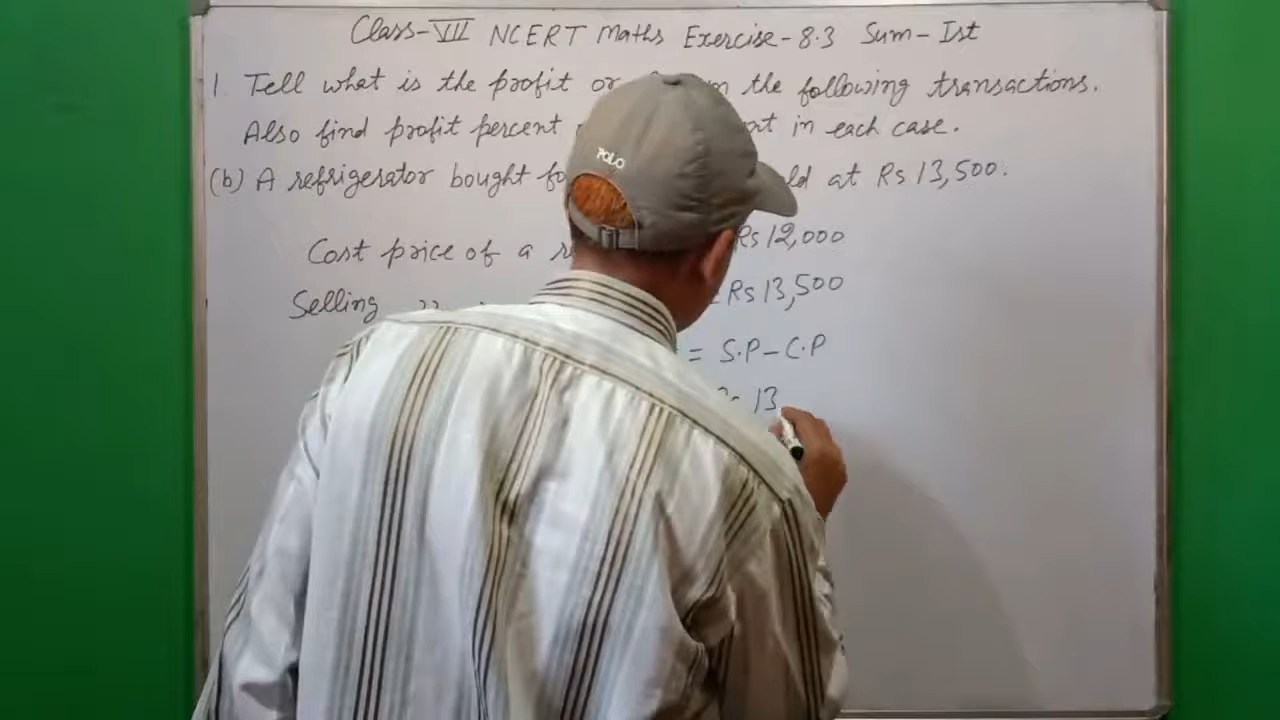 Class-VII NCERT Maths Exercise-8.3 Sum-Ist
1. Tell what is the profit or the following transactions.
Also find profit percent in each case.
(b) A refrigerator bought at Rs 13,500.
Cost price of a Rs 12,000
Selling = Rs 13,500
= S.P-C.P
13
POLO